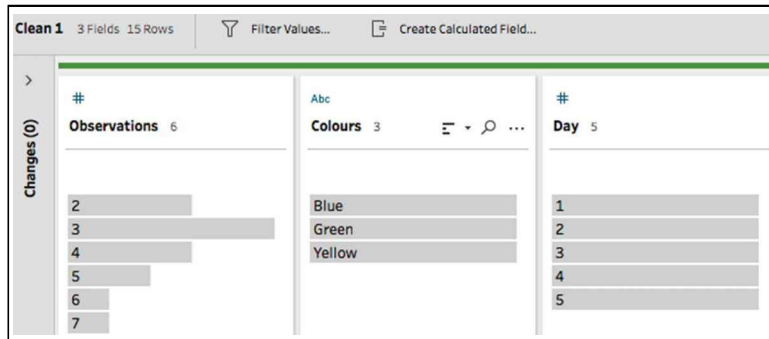 Clean 1 3 Fields 15 Rows Filter Values... Create Calculated Field...
Changes (0)
# Abc #
Observations 6 Colours 3 ... Day 5
2 Blue 1
3 Green 2
4 Yellow 3
5 4
6 5
7